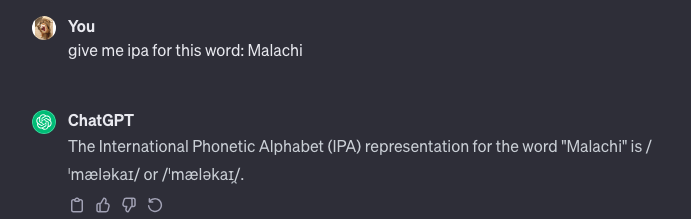 You
give me ipa for this word: Malachi
ChatGPT
The International Phonetic Alphabet (IPA) representation for the word "Malachi" is /
ˈmæləkaɪ/ or /ˈmæləkaɪ̯/.